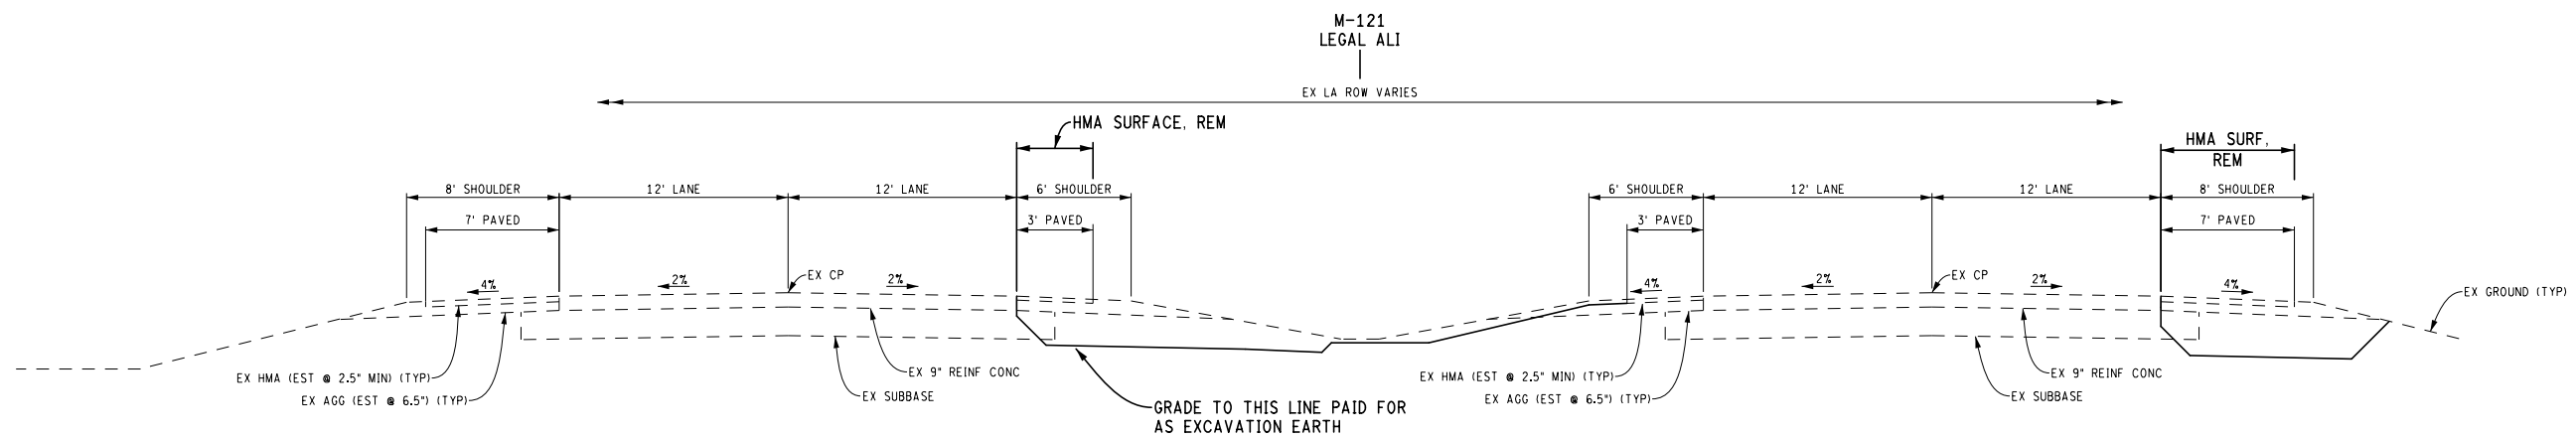 M-121
LEGAL ALI
EX LA ROW VARIES
HMA SURFACE, REM
HMA SURF,
REM
8' SHOULDER
12' LANE
12' LANE
6' SHOULDER
6' SHOULDER
12' LANE
12' LANE
8' SHOULDER
7' PAVED
3' PAVED
3' PAVED
7' PAVED
4%
2%
EX CP
2%
4%
2%
EX CP
2%
4%
EX GROUND (TYP)
EX HMA (EST @ 2.5" MIN) (TYP)
EX AGG (EST @ 6.5") (TYP)
EX 9" REINF CONC
EX SUBBASE
GRADE TO THIS LINE PAID FOR
AS EXCAVATION EARTH
EX HMA (EST @ 2.5" MIN) (TYP)
EX AGG (EST @ 6.5") (TYP)
EX 9" REINF CONC
EX SUBBASE